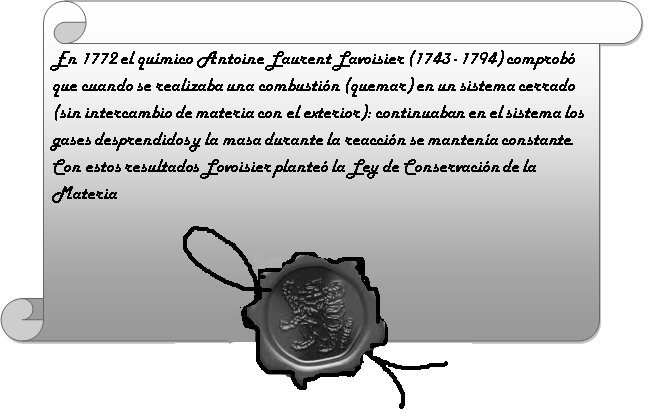 En 1772 el químico Antoine Laurent Lavoisier (1743 - 1794) comprobó
que cuando se realizaba una combustión (quemar) en un sistema cerrado
(sin intercambio de materia con el exterior): continuaban en el sistema los
gases desprendidos y la masa durante la reacción se mantenía constante.
Con estos resultados Lovoisier planteó la Ley de Conservación de la
Materia